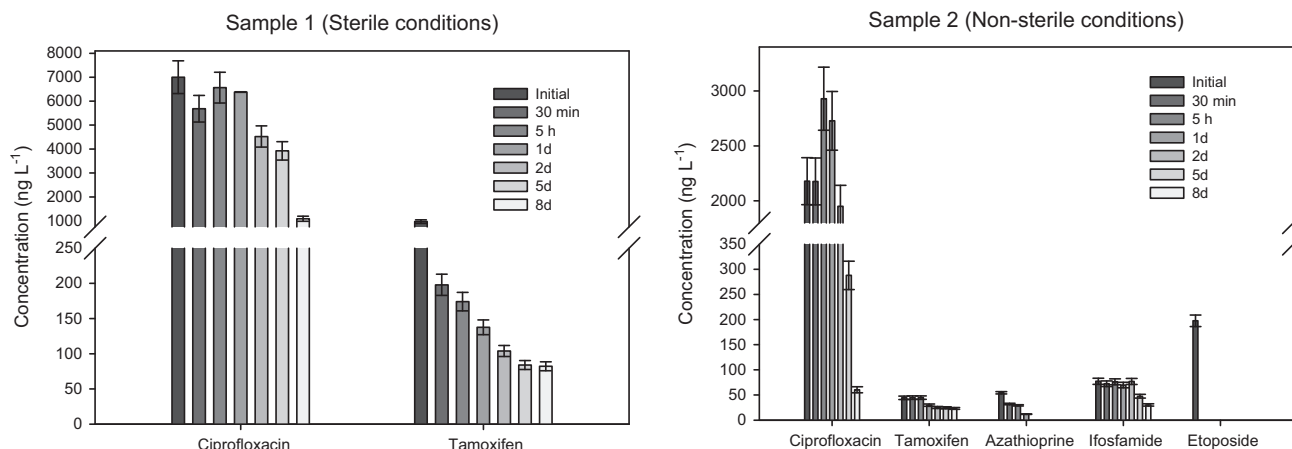 Sample 1 (Sterile conditions)
Concentration (ng L-1)
8000
7000
6000
5000
4000
3000
2000
1000
250
200
150
100
50
0
Initial
30 min
5 h
1d
2d
5d
8d
Ciprofloxacin
Tamoxifen
Sample 2 (Non-sterile conditions)
Concentration (ng L-1)
3000
2500
2000
350
300
250
200
150
100
50
0
Initial
30 min
5 h
1d
2d
5d
8d
Ciprofloxacin
Tamoxifen
Azathioprine
Ifosfamide
Etoposide